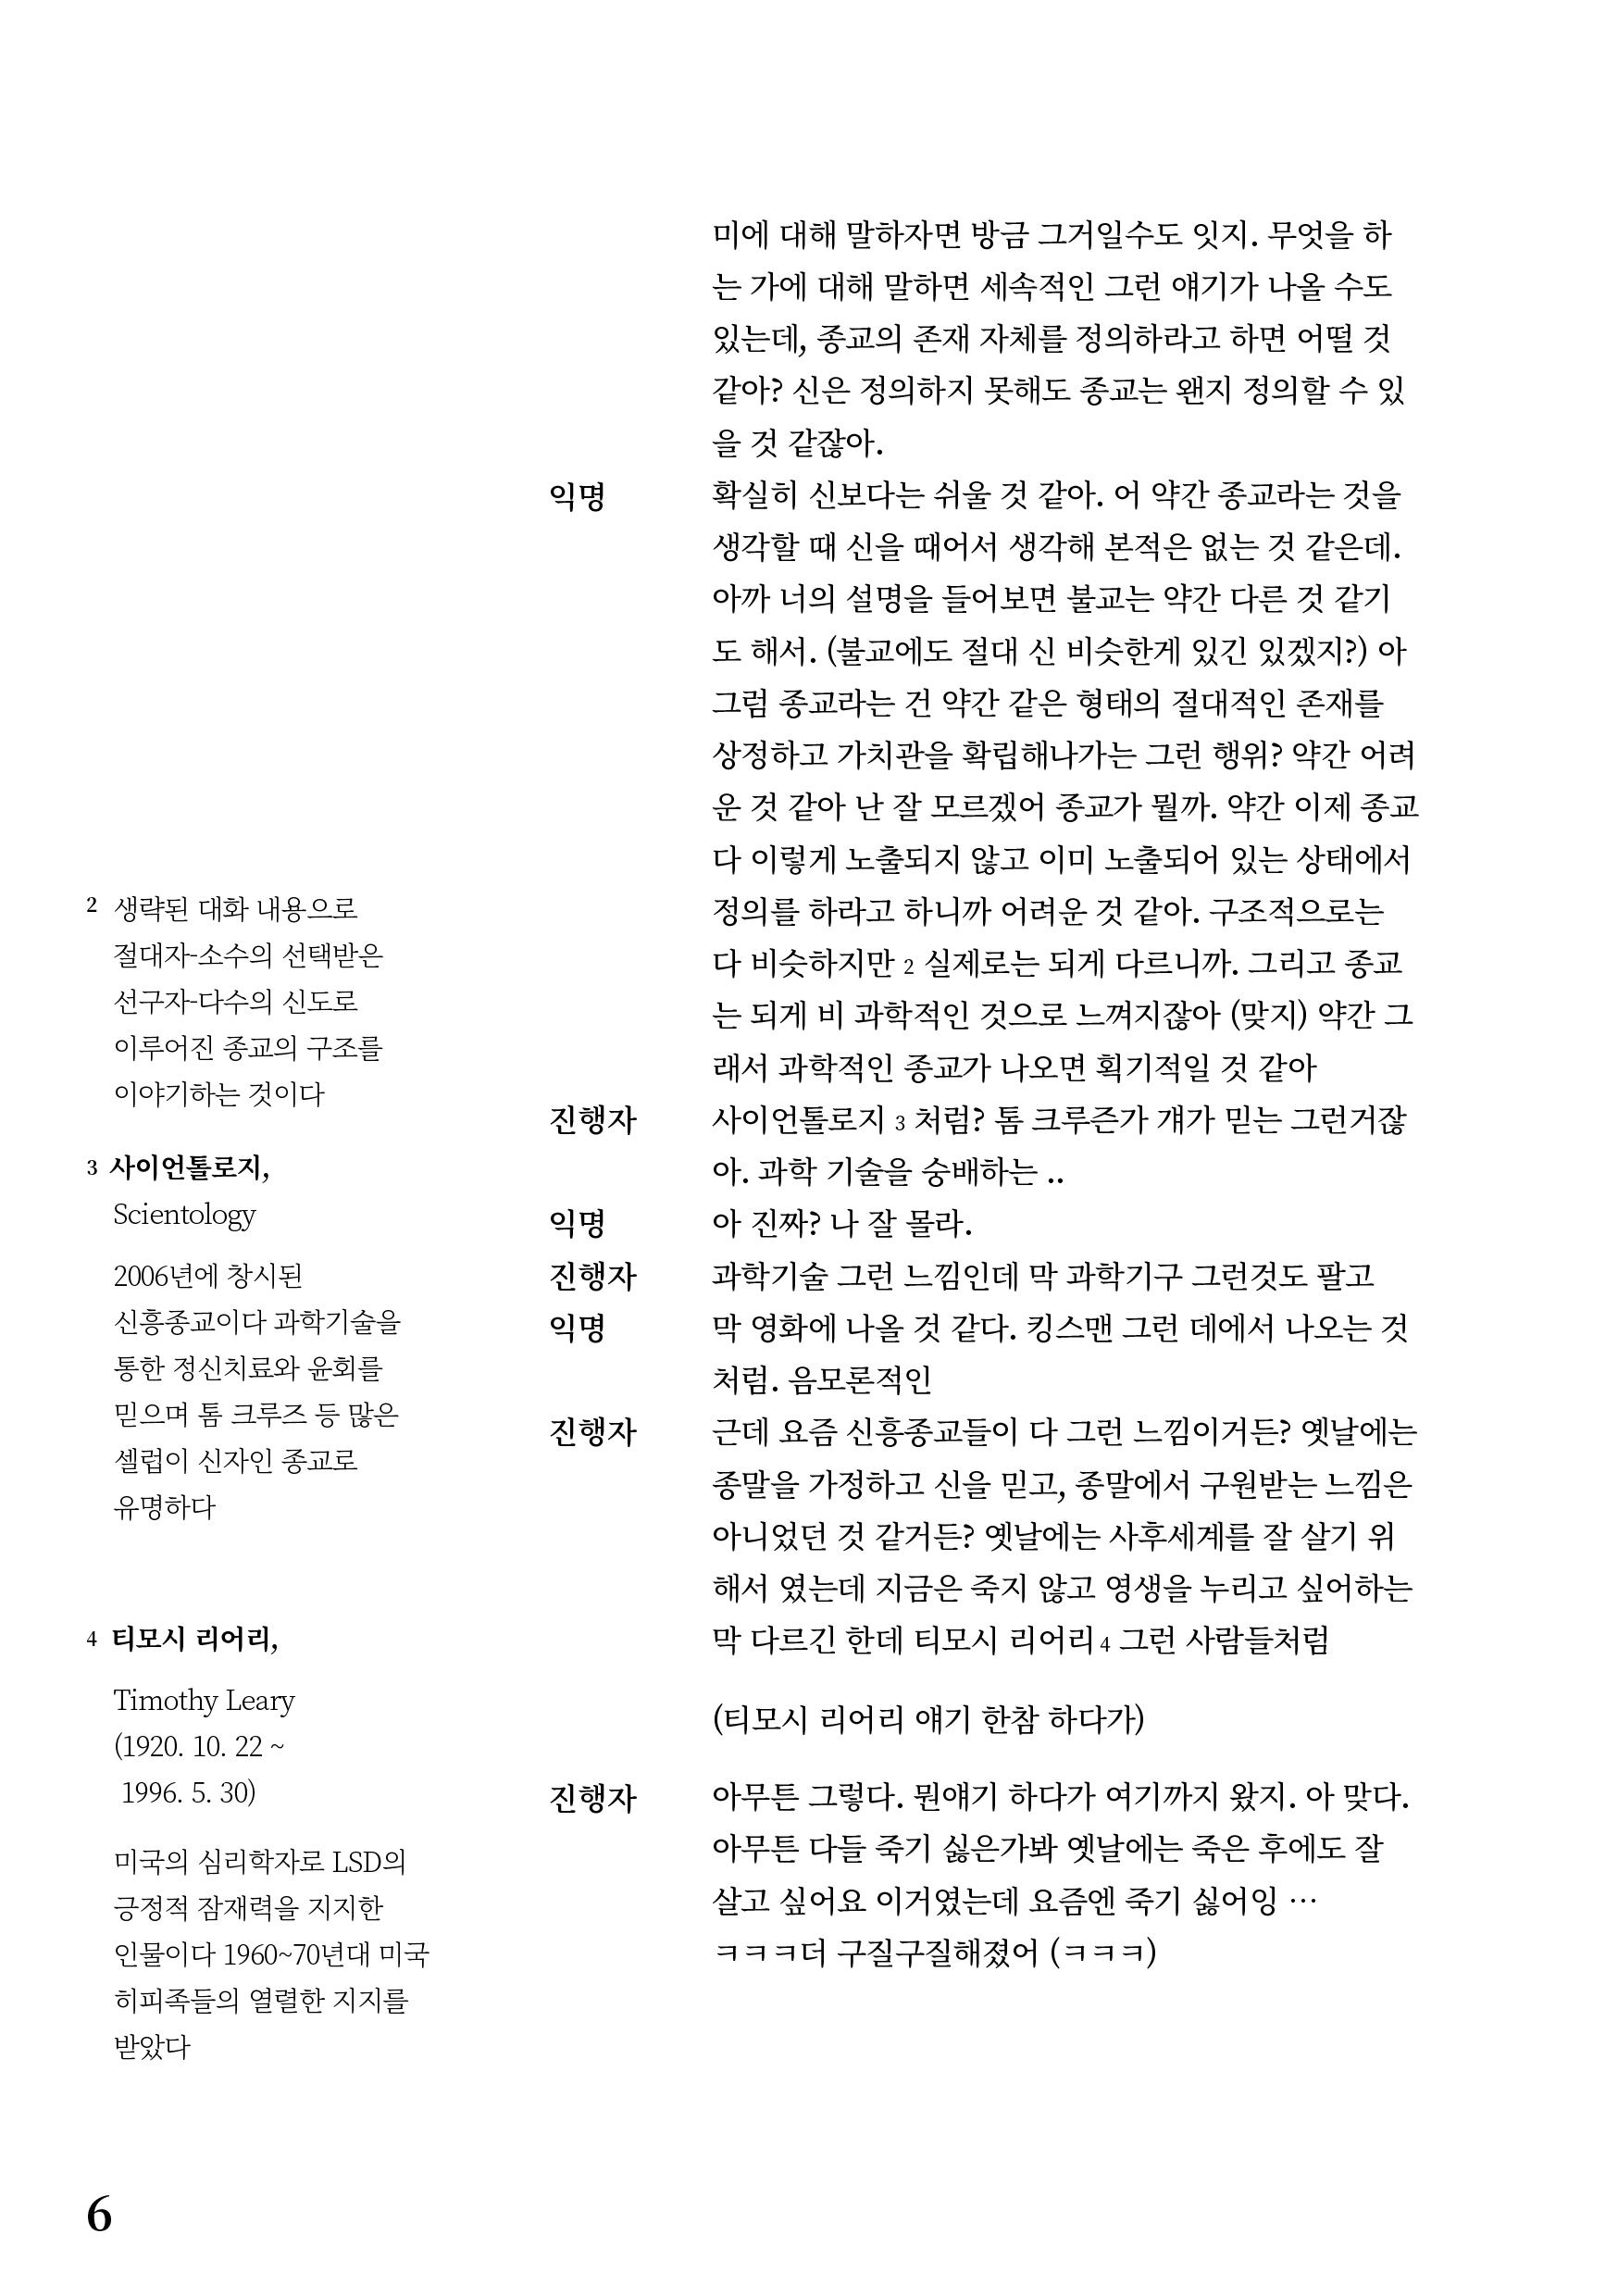 미에 대해 말하자면 방금 그거일수도 잇지. 무엇을 하
는 가에 대해 말하면 세속적인 그런 얘기가 나올 수도
있는데, 종교의 존재 자체를 정의하라고 하면 어떨 것
같아? 신은 정의하지 못해도 종교는 왠지 정의할 수 있
을 것 같잖아.
익명 확실히 신보다는 쉬울 것 같아. 어 약간 종교라는 것을
생각할 때 신을 때어서 생각해 본적은 없는 것 같은데.
아까 너의 설명을 들어보면 불교는 약간 다른 것 같기
도 해서. (불교에도 절대 신 비슷한게 있긴 있겠지?) 아
그럼 종교라는 건 약간 같은 형태의 절대적인 존재를
상정하고 가치관을 확립해나가는 그런 행위? 약간 어려
운 것 같아 난 잘 모르겠어 종교가 뭘까. 약간 이제 종교
다 이렇게 노출되지 않고 이미 노출되어 있는 상태에서
정의를 하라고 하니까 어려운 것 같아. 구조적으로는
다 비슷하지만 2 실제로는 되게 다르니까. 그리고 종교
는 되게 비 과학적인 것으로 느껴지잖아 (맞지) 약간 그
래서 과학적인 종교가 나오면 획기적일 것 같아
진행자 사이언톨로지 3 처럼? 톰 크루즌가 걔가 믿는 그런거잖
아. 과학 기술을 숭배하는 ..
익명 아 진짜? 나 잘 몰라.
진행자 과학기술 그런 느낌인데 막 과학기구 그런것도 팔고
익명 막 영화에 나올 것 같다. 킹스맨 그런 데에서 나오는 것
처럼. 음모론적인
진행자 근데 요즘 신흥종교들이 다 그런 느낌이거든? 옛날에는
종말을 가정하고 신을 믿고, 종말에서 구원받는 느낌은
아니었던 것 같거든? 옛날에는 사후세계를 잘 살기 위
해서 였는데 지금은 죽지 않고 영생을 누리고 싶어하는
막 다르긴 한데 티모시 리어리 4 그런 사람들처럼
(티모시 리어리 얘기 한참 하다가)
진행자 아무튼 그렇다. 뭔얘기 하다가 여기까지 왔지. 아 맞다.
아무튼 다들 죽기 싫은가봐 옛날에는 죽은 후에도 잘
살고 싶어요 이거였는데 요즘엔 죽기 싫어잉 …
ㅋㅋㅋ더 구질구질해졌어 (ㅋㅋㅋ)
2 생략된 대화 내용으로
절대자-소수의 선택받은
선구자-다수의 신도로
이루어진 종교의 구조를
이야기하는 것이다
3 사이언톨로지,
Scientology
2006년에 창시된
신흥종교이다 과학기술을
통한 정신치료와 윤회를
믿으며 톰 크루즈 등 많은
셀럽이 신자인 종교로
유명하다
4 티모시 리어리,
Timothy Leary
(1920. 10. 22 ~
1996. 5. 30)
미국의 심리학자로 LSD의
긍정적 잠재력을 지지한
인물이다 1960~70년대 미국
히피족들의 열렬한 지지를
받았다
6